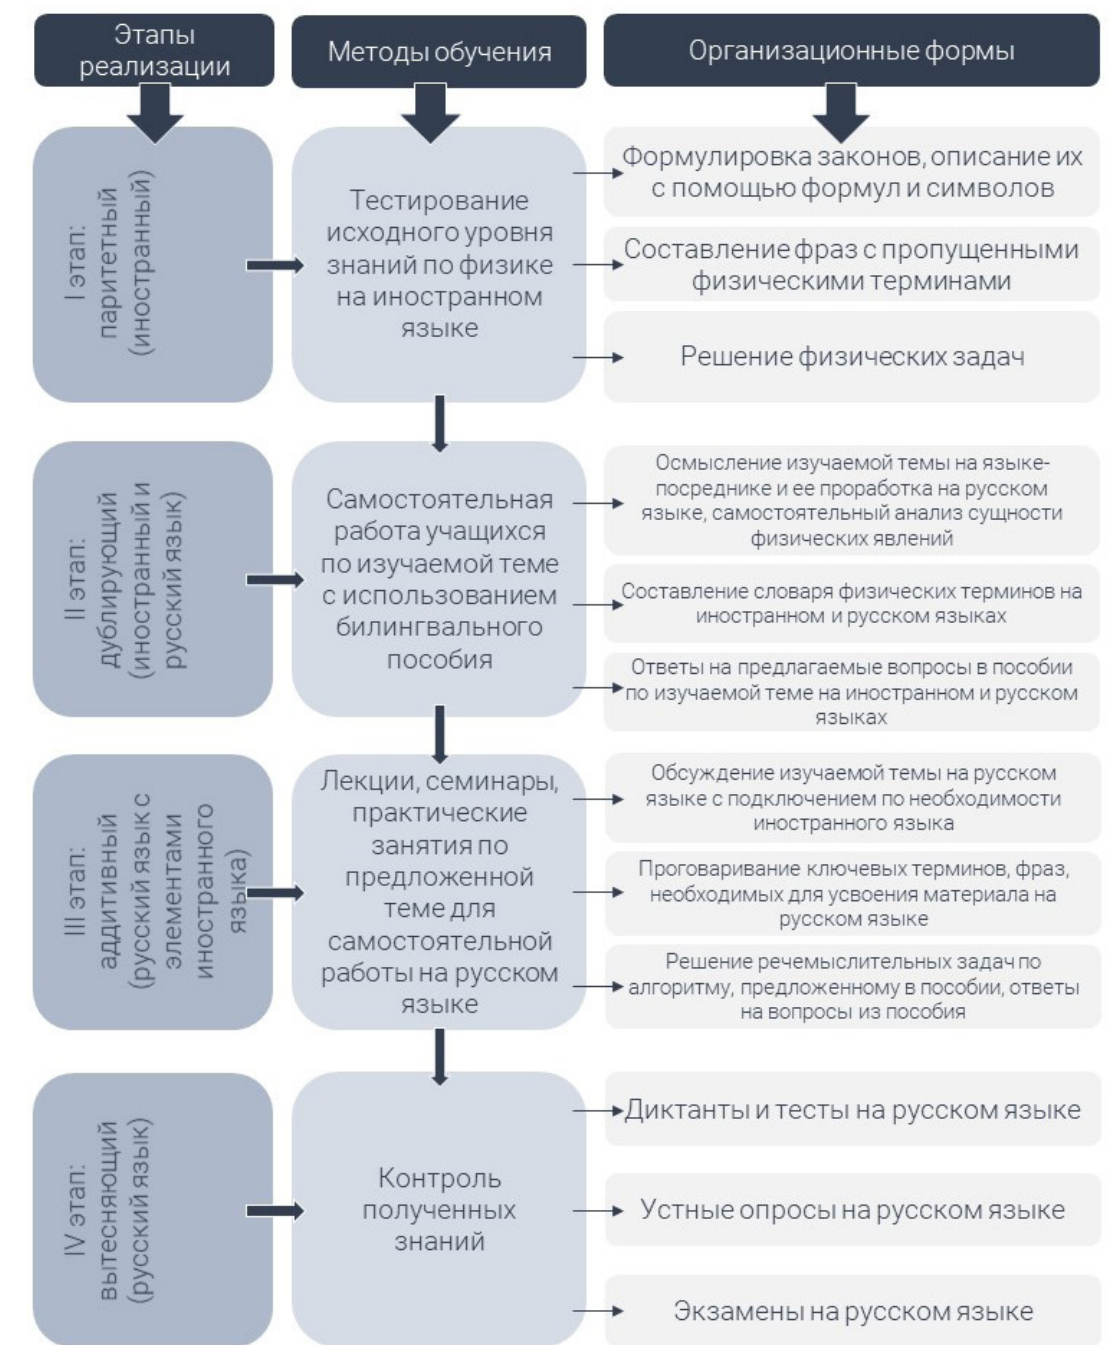 Этапы
реализации
Методы обучения
Организационные формы
I этап:
паритетный
(иностранный)
Тестирование
исходного уровня
знаний по физике
на иностранном
языке
Формулировка законов, описание их
с помощью формул и символов
Составление фраз с пропущенными
физическими терминами
Решение физических задач
II этап:
дублирующий
(иностранный и
русский язык)
Самостоятельная
работа учащихся
по изучаемой теме
с использованием
билингвального
пособия
Осмысление изучаемой темы на языке-
посреднике и ее проработка на русском
языке, самостоятельный анализ сущности
физических явлений
Составление словаря физических терминов на
иностранном и русском языках
Ответы на предлагаемые вопросы в пособии
по изучаемой теме на иностранном и русском
языках
III этап:
аддитивный
(русский язык с
элементами
иностранного
языка)
Лекции, семинары,
практические
занятия по
предложенной
теме для
самостоятельной
работы на русском
языке
Обсуждение изучаемой темы на русском
языке с подключением по необходимости
иностранного языка
Проговаривание ключевых терминов, фраз,
необходимых для усвоения материала на
русском языке
Решение речемыслительных задач по
алгоритму, предложенному в пособии, ответы
на вопросы из пособия
IV этап:
вытесняющий
(русский язык)
Контроль
полученных
знаний
Диктанты и тесты на русском языке
Устные опросы на русском языке
Экзамены на русском языке